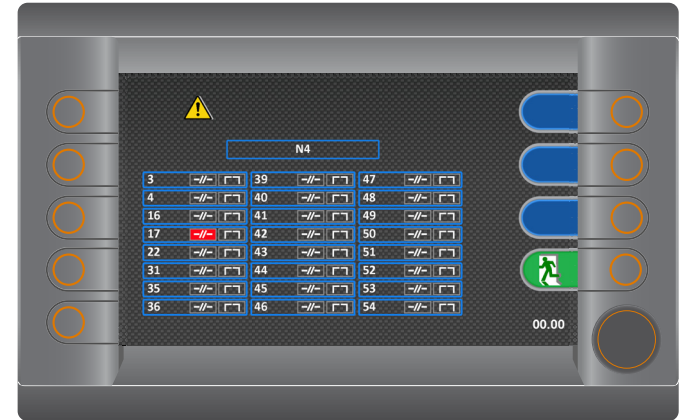 N4
3 -//- 39 -//- 47 -//-
4 -//- 40 -//- 48 -//-
16 -//- 41 -//- 49 -//-
17 -//- 42 -//- 50 -//-
22 -//- 43 -//- 51 -//-
31 -//- 44 -//- 52 -//-
35 -//- 45 -//- 53 -//-
36 -//- 46 -//- 54 -//-
00.00